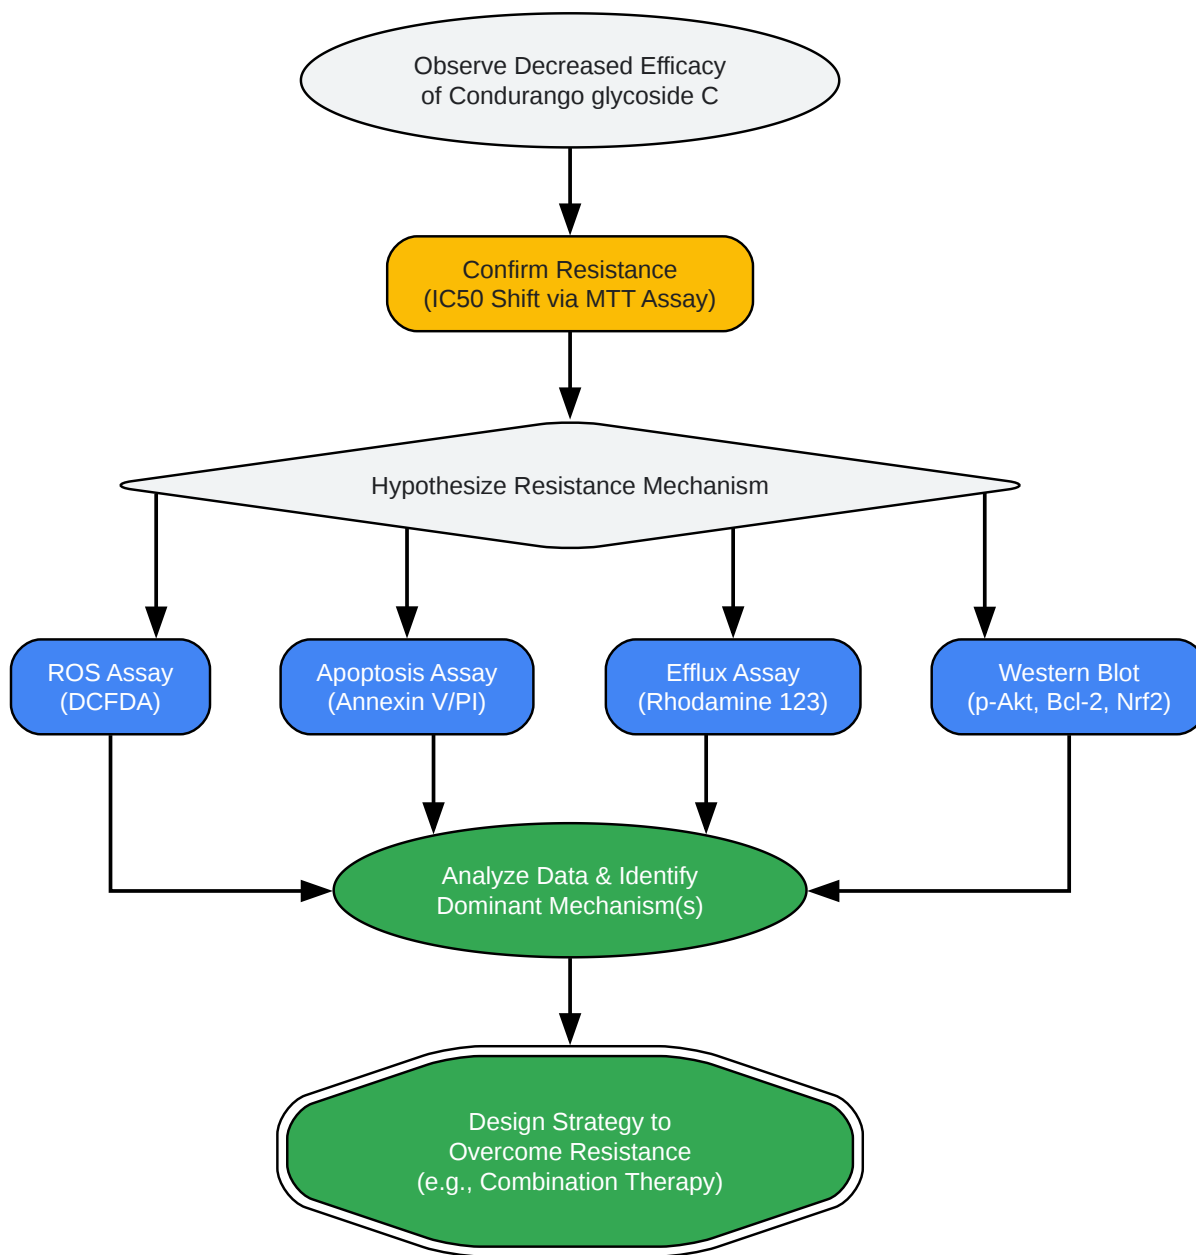 Observe Decreased Efficacy
of Condurango glycoside C
Confirm Resistance
(IC50 Shift via MTT Assay)
Hypothesize Resistance Mechanism
ROS Assay
(DCFDA)
Apoptosis Assay
(Annexin V/PI)
Efflux Assay
(Rhodamine 123)
Western Blot
(p-Akt, Bcl-2, Nrf2)
Analyze Data & Identify
Dominant Mechanism(s)
Design Strategy to
Overcome Resistance
(e.g., Combination Therapy)